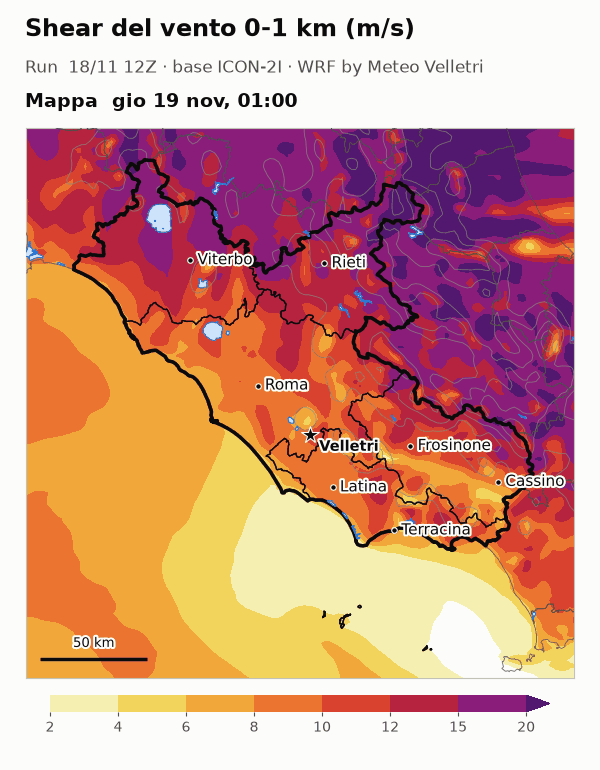 Shear del vento 0-1 km (m/s)
Run 18/11 12Z · base ICON-2I · WRF by Meteo Velletri
Mappa gio 19 nov, 01:00
Viterbo
Rieti
Roma
Velletri
Frosinone
Cassino
Latina
Terracina
50 km
2 4 6 8 10 12 15 20